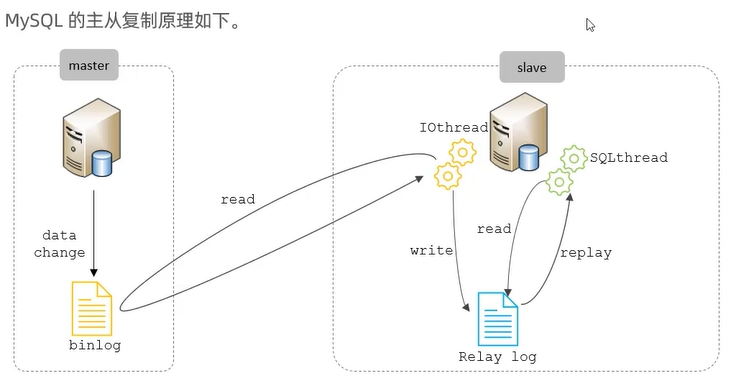 MySQL 的主从复制原理如下。
master
slave
IOthread
SQLthread
read
data
change
write
read
replay
binlog
Relay log